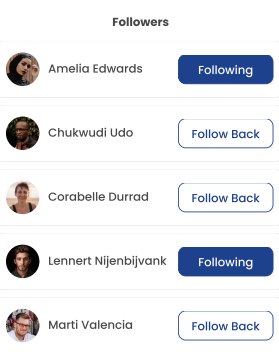 Followers
Amelia Edwards Following
Chukwudi Udo Follow Back
Corabelle Durrad Follow Back
Lennert Nijenbijvank Following
Marti Valencia Follow Back